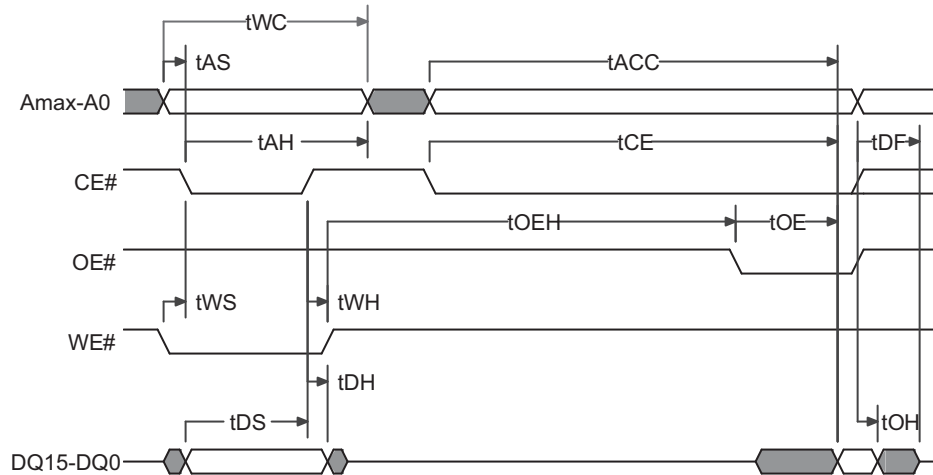 tWC
tAS
tACC
Amax-A0
tAH
tCE
tDF
CE#
tOEH
tOE
OE#
tWS
tWH
WE#
tDH
tDS
tOH
DQ15-DQ0